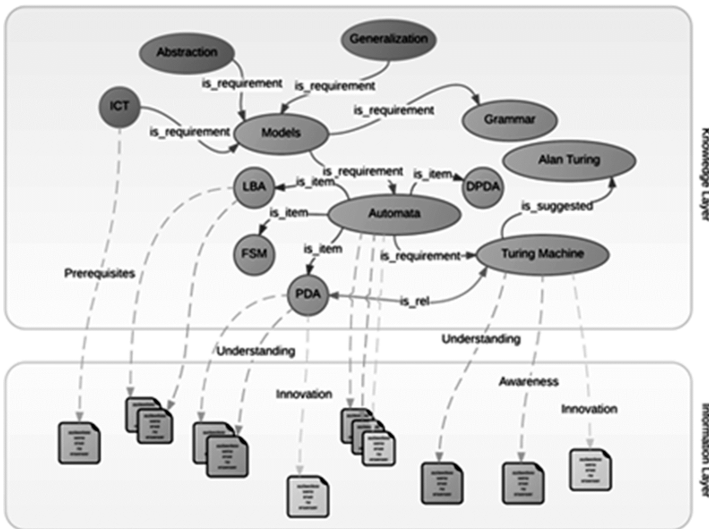 Generalization
Abstraction
is_requirement
is_requirement
ICT
is_requirement
is_requirement
Models
Grammar
Alan Turing
is_requirement
is_item
is_item
LBA
DPDA
is_item
Automata
is_suggested
FSM
is_item
is_requirement
Turing Machine
Prerequisites
PDA
is_rel
Knowledge Layer
Understanding
Understanding
Awareness
Innovation
Innovation
Information Layer